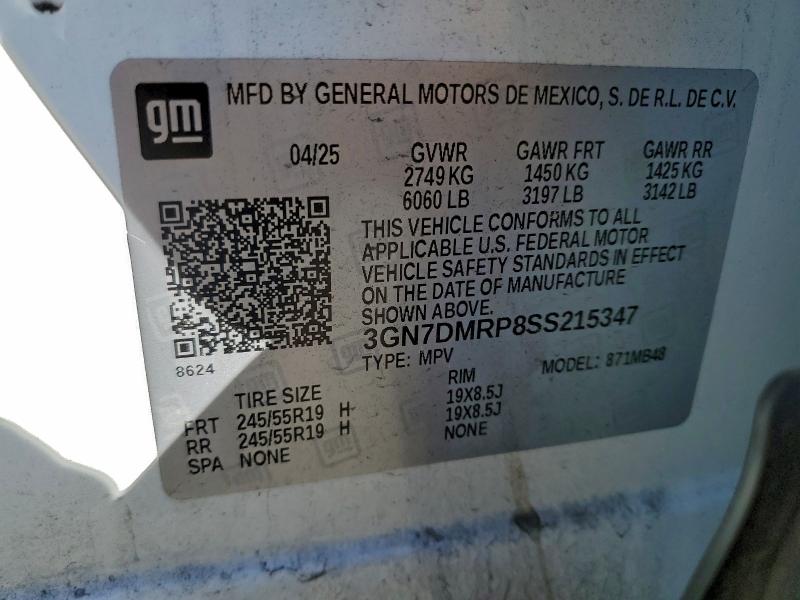 gm MFD BY GENERAL MOTORS DE MEXICO, S. DE R.L. DE C.V.
04/25 GVWR GAWR FRT GAWR RR
2749 KG 1450 KG 1425 KG
6060 LB 3197 LB 3142 LB
THIS VEHICLE CONFORMS TO ALL
APPLICABLE U.S. FEDERAL MOTOR
VEHICLE SAFETY STANDARDS IN EFFECT
ON THE DATE OF MANUFACTURE
SHOWN ABOVE.
3GN7DMRP8SS215347
8624 TYPE: MPV MODEL: 871MB48
TIRE SIZE RIM
FRT 245/55R19 H 19X8.5J
RR 245/55R19 H 19X8.5J
SPA NONE NONE